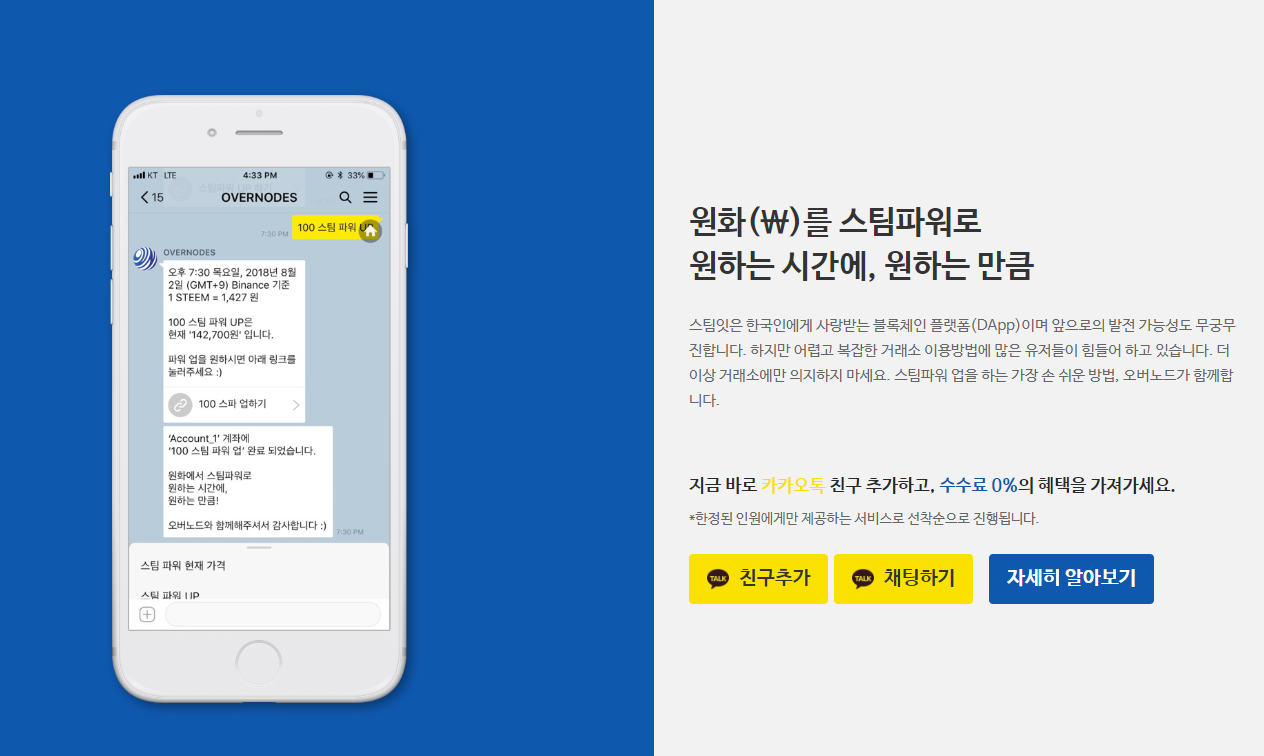 KT LTE 4:33 PM 33%
15 OVERNODES
100 스팀 파워 UP
7:30 PM
OVERNODES
오후 7:30 목요일, 2018년 8월
2일 (GMT+9) Binance 기준
1 STEEM = 1,427 원
100 스팀 파워 UP은
현재 '142,700원' 입니다.
파워 업을 원하시면 아래 링크를
눌러주세요 :)
100 스파 업하기
‘Account_1’ 계좌에
'100 스팀 파워 업' 완료 되었습니다.
원화에서 스팀파워로
원하는 시간에,
원하는 만큼!
오버노드와 함께해주셔서 감사합니다 :)
7:30 PM
스팀 파워 현재 가격
스팀 파워 UP
원화(₩)를 스팀파워로
원하는 시간에, 원하는 만큼
스팀잇은 한국인에게 사랑받는 블록체인 플랫폼(DApp)이며 앞으로의 발전 가능성도 무궁무
진합니다. 하지만 어렵고 복잡한 거래소 이용방법에 많은 유저들이 힘들어 하고 있습니다. 더
이상 거래소에만 의지하지 마세요. 스팀파워 업을 하는 가장 손 쉬운 방법, 오버노드가 함께합
니다.
지금 바로 카카오톡 친구 추가하고, 수수료 0%의 혜택을 가져가세요.
*한정된 인원에게만 제공하는 서비스로 선착순으로 진행됩니다.
TALK 친구추가 TALK 채팅하기 자세히 알아보기